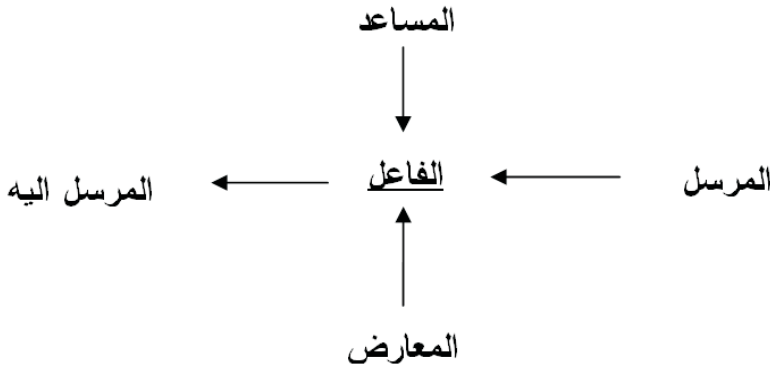 المساعد
المرسل
الفاعل
المرسل اليه
المعارض